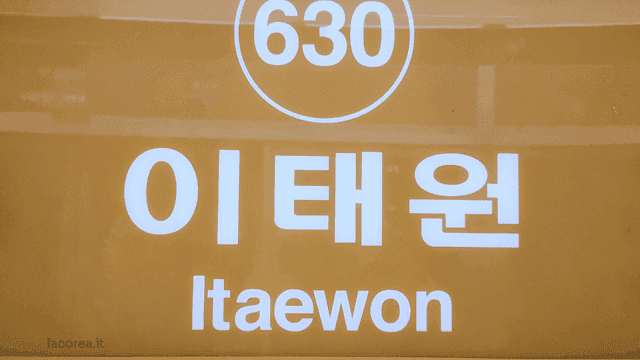 630
이태원
Itaewon
lacorea.it